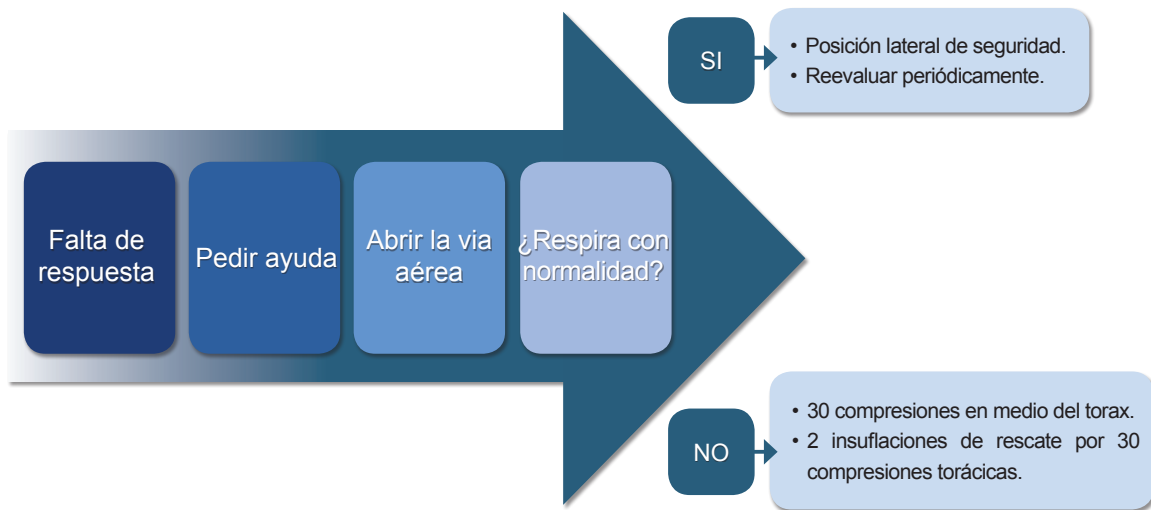 Falta de
respuesta
Pedir ayuda
Abrir la via
aérea
¿Respira con
normalidad?
SI
• Posición lateral de seguridad.
• Reevaluar periódicamente.
NO
• 30 compresiones en medio del torax.
• 2 insuflaciones de rescate por 30
compresiones torácicas.